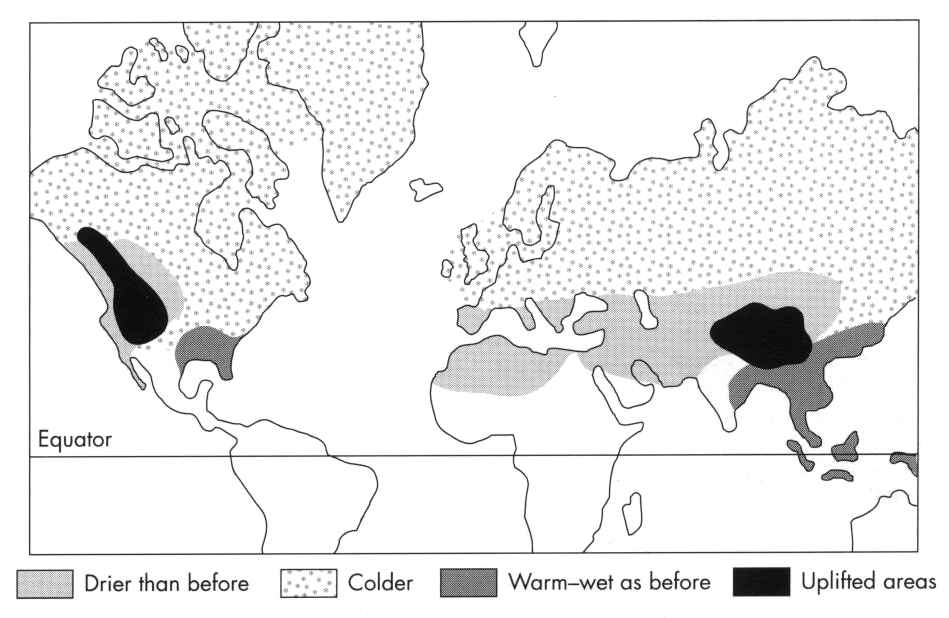 Equator
Drier than before
Colder
Warm–wet as before
Uplifted areas